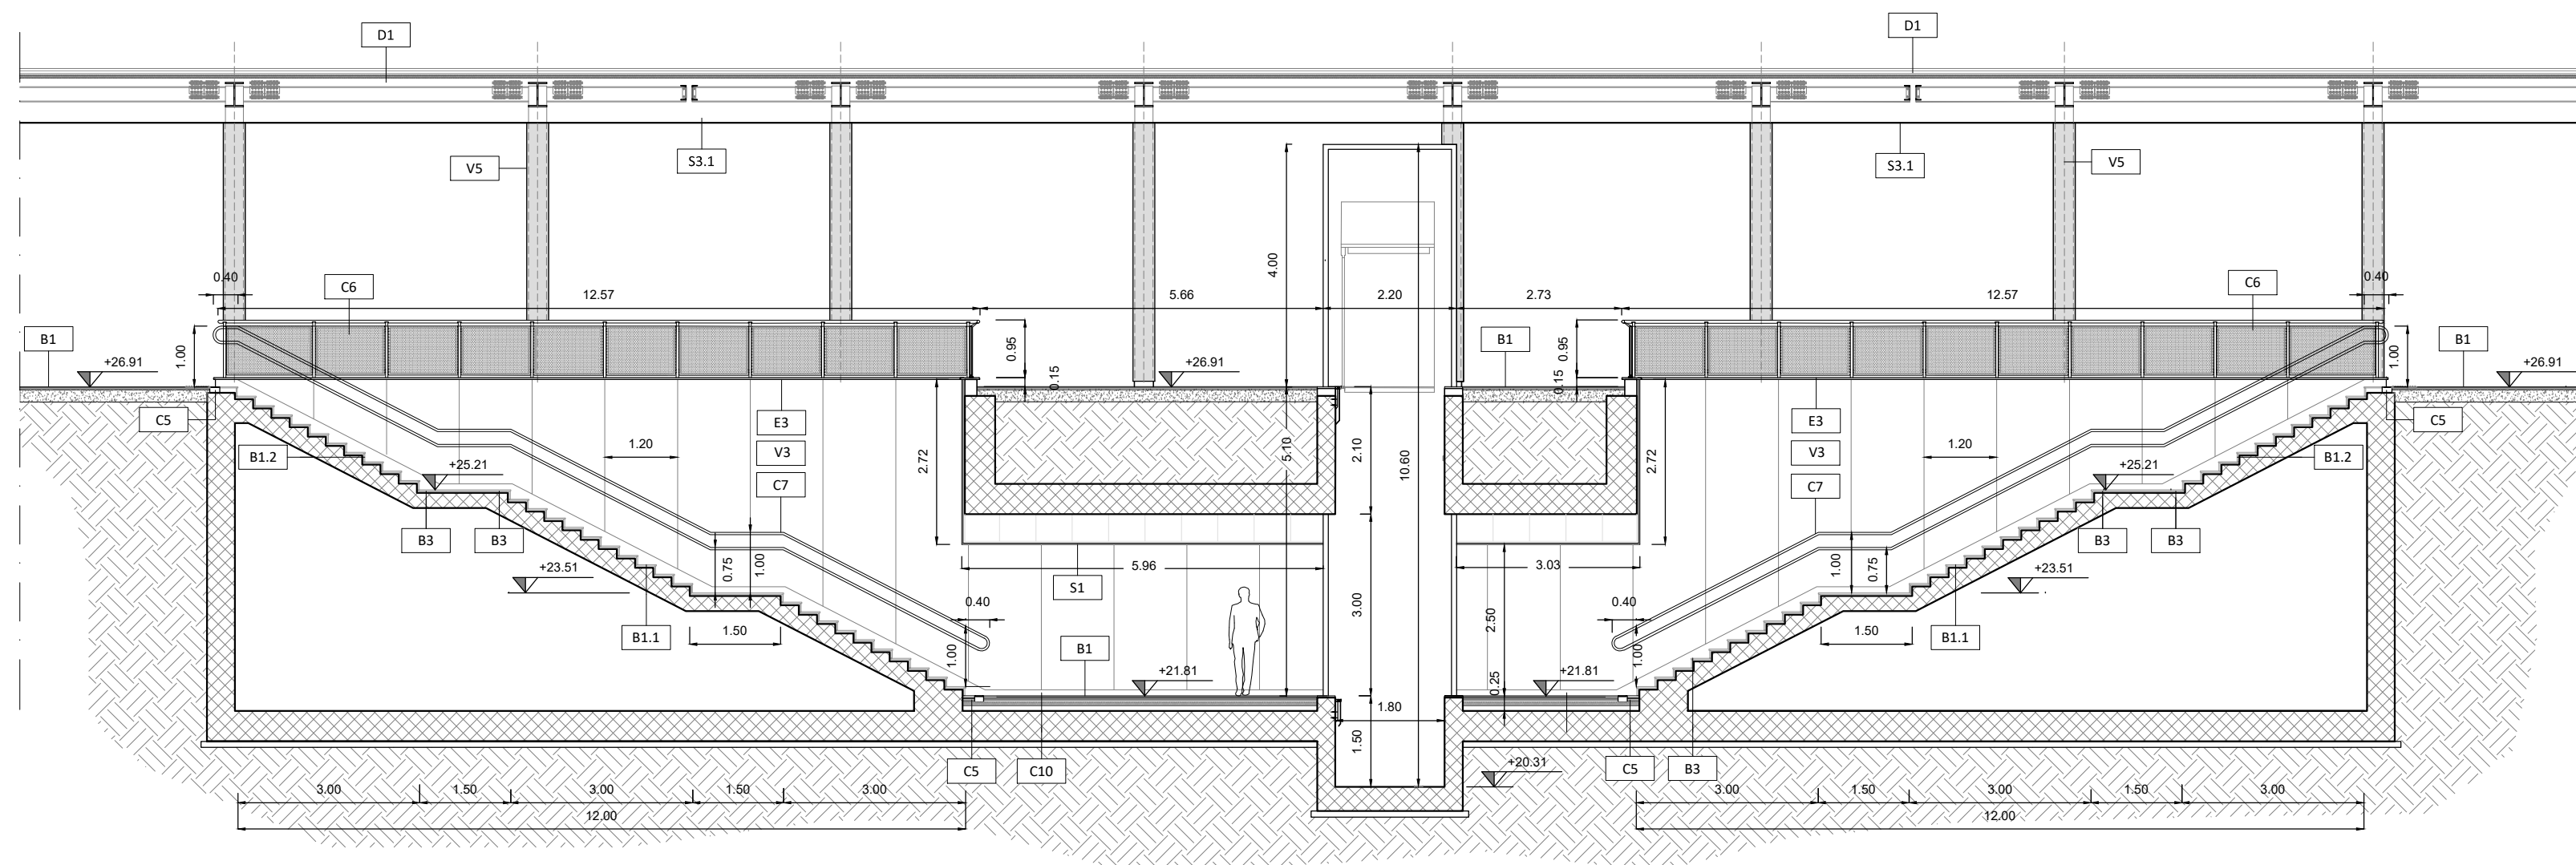 D1
D1
S3.1
S3.1
V5
V5
4.00
0.40
C6
12.57
5.66
2.20
2.73
12.57
C6
0.40
B1
1.00
+26.91
0.95
0.15
+26.91
B1
0.95
0.15
1.00
B1
+26.91
C5
E3
E3
C5
B1.2
1.20
V3
2.72
5.10
2.10
10.60
2.72
V3
1.20
B1.2
+25.21
C7
C7
+25.21
B3
B3
B3
B3
+23.51
0.75
1.00
5.96
3.03
1.00
0.75
+23.51
S1
0.40
3.00
2.50
0.40
B1.1
1.50
1.00
B1
1.00
1.50
B1.1
+21.81
0.25
+21.81
1.80
1.50
C5
C10
+20.31
C5
B3
3.00
1.50
3.00
1.50
3.00
3.00
1.50
3.00
1.50
3.00
12.00
12.00